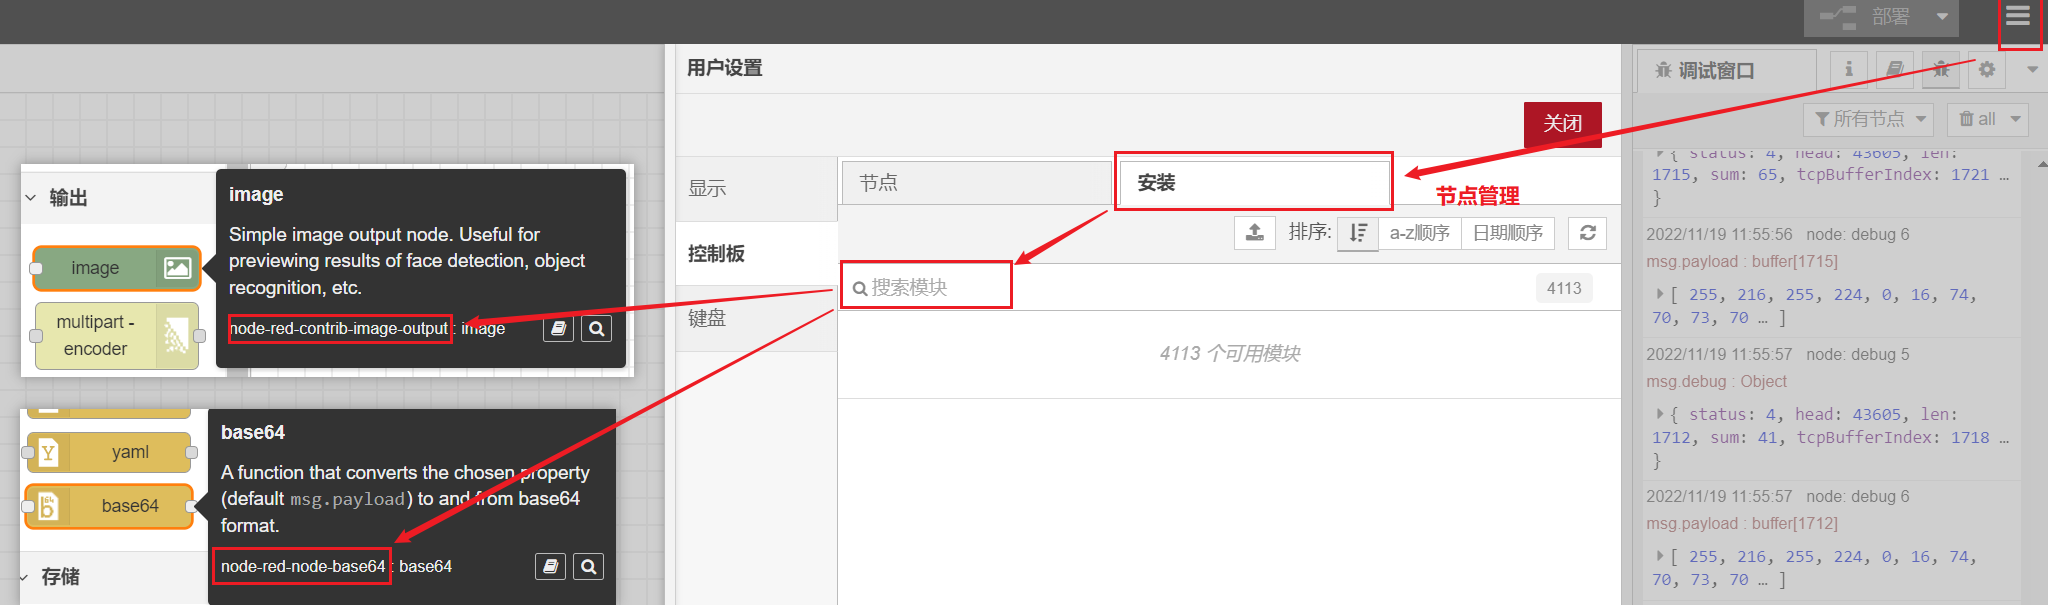 部署
用户设置
关闭
显示
控制板
键盘
节点
安装
节点管理
排序:
a-z顺序
日期顺序
搜索模块
4113
4113 个可用模块
输出
image
multipart -
encoder
image
Simple image output node. Useful for
previewing results of face detection, object
recognition, etc.
node-red-contrib-image-output : image
yaml
base64
存储
base64
A function that converts the chosen property
(default msg.payload) to and from base64
format.
node-red-node-base64 : base64
调试窗口
所有节点
all
{ status: 4, head: 43605, len:
1715, sum: 65, tcpBufferIndex: 1721 …
}
2022/11/19 11:55:56 node: debug 6
msg.payload : buffer[1715]
[ 255, 216, 255, 224, 0, 16, 74,
70, 73, 70 … ]
2022/11/19 11:55:57 node: debug 5
msg.debug : Object
{ status: 4, head: 43605, len:
1712, sum: 41, tcpBufferIndex: 1718 …
}
2022/11/19 11:55:57 node: debug 6
msg.payload : buffer[1712]
[ 255, 216, 255, 224, 0, 16, 74,
70, 73, 70 … ]